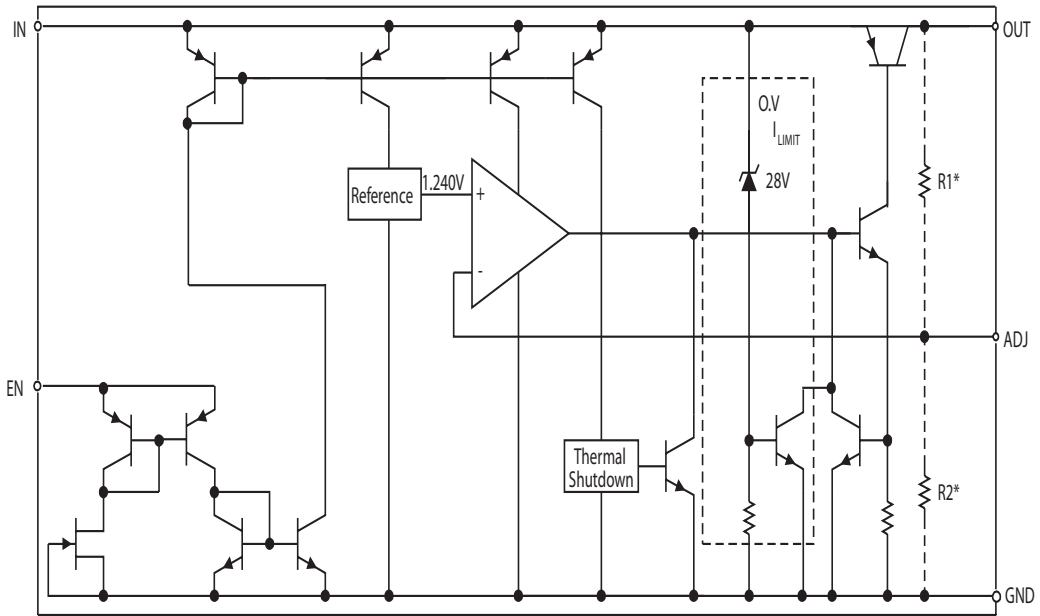 IN
OUT
O.V
I LIMIT
28V
R1*
Reference
1.240V
+
-
ADJ
EN
Thermal
Shutdown
R2*
GND